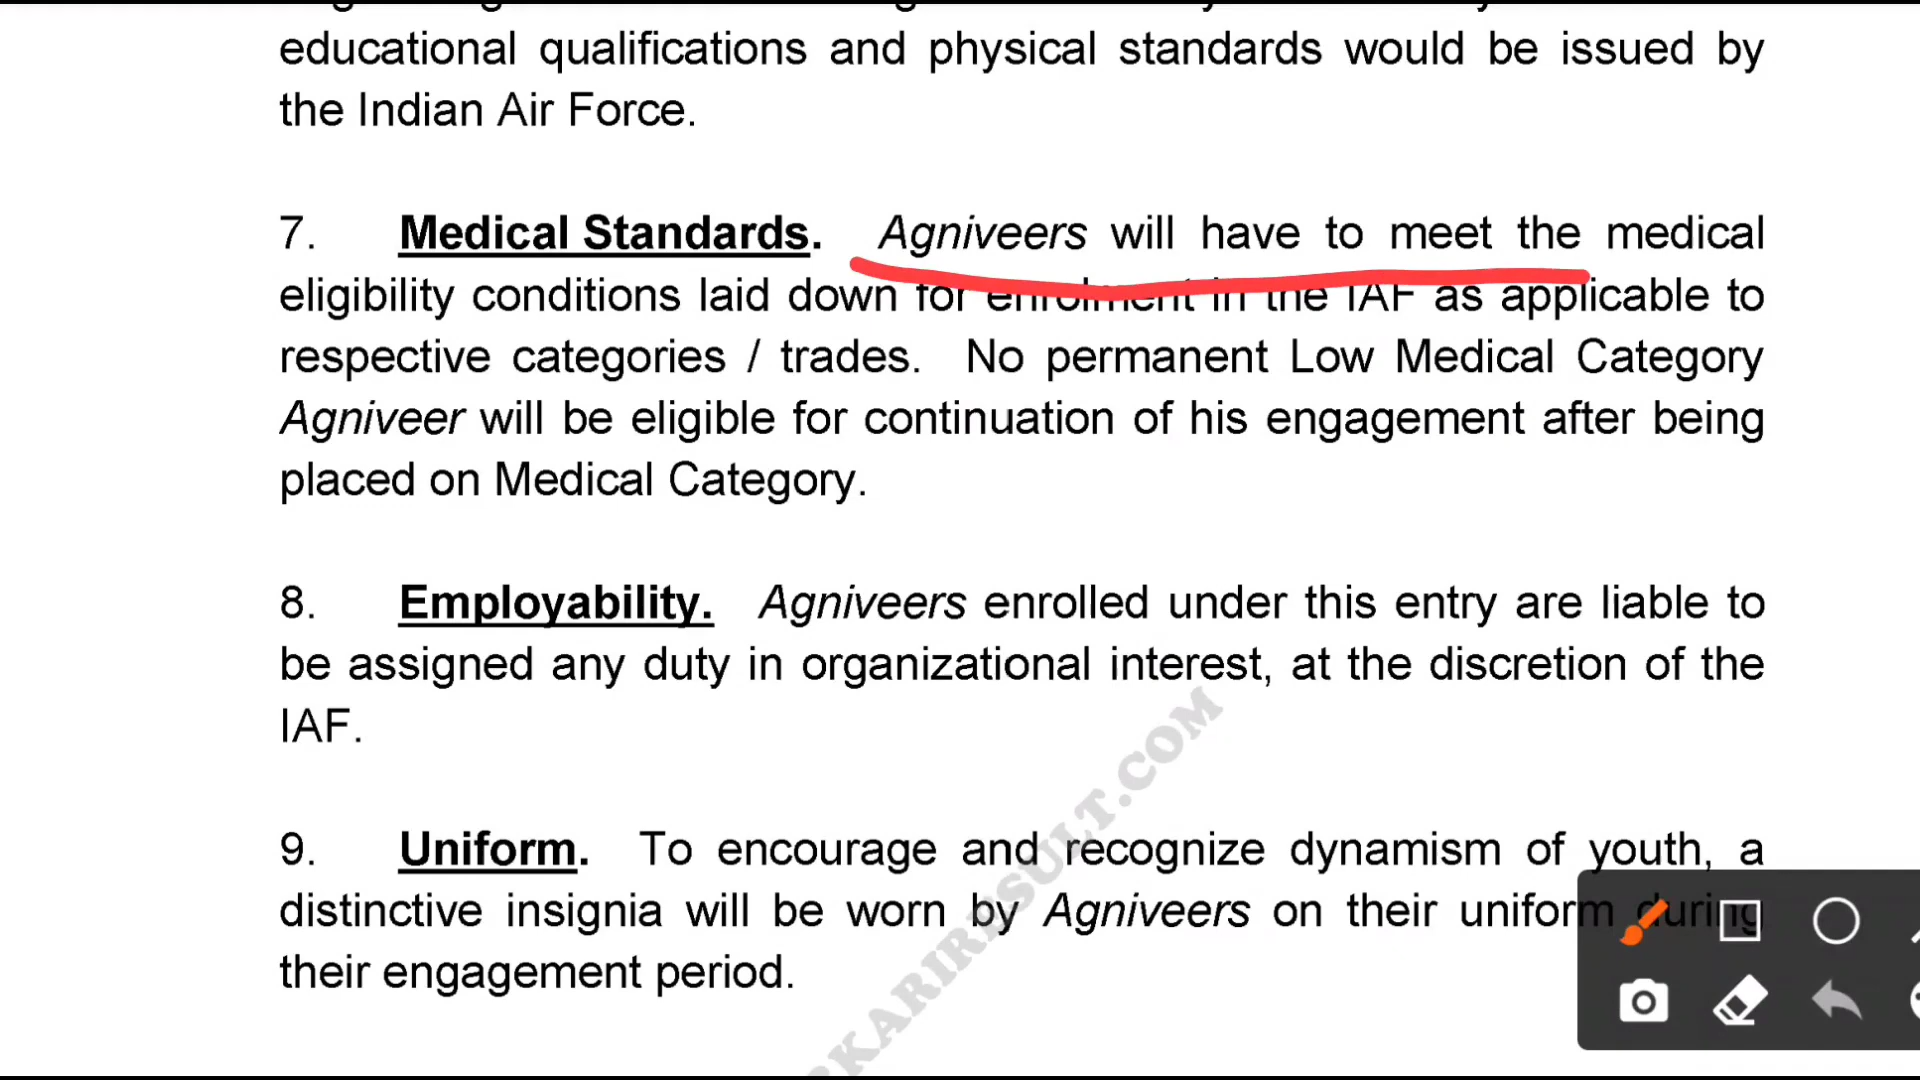 educational qualifications and physical standards would be issued by
the Indian Air Force.
7. Medical Standards. Agniveers will have to meet the medical
eligibility conditions laid down for enrolment in the IAF as applicable to
respective categories / trades. No permanent Low Medical Category
Agniveer will be eligible for continuation of his engagement after being
placed on Medical Category.
8. Employability. Agniveers enrolled under this entry are liable to
be assigned any duty in organizational interest, at the discretion of the
IAF.
9. Uniform. To encourage and recognize dynamism of youth, a
distinctive insignia will be worn by Agniveers on their uniform during
their engagement period.
RKARIRESULT.COM